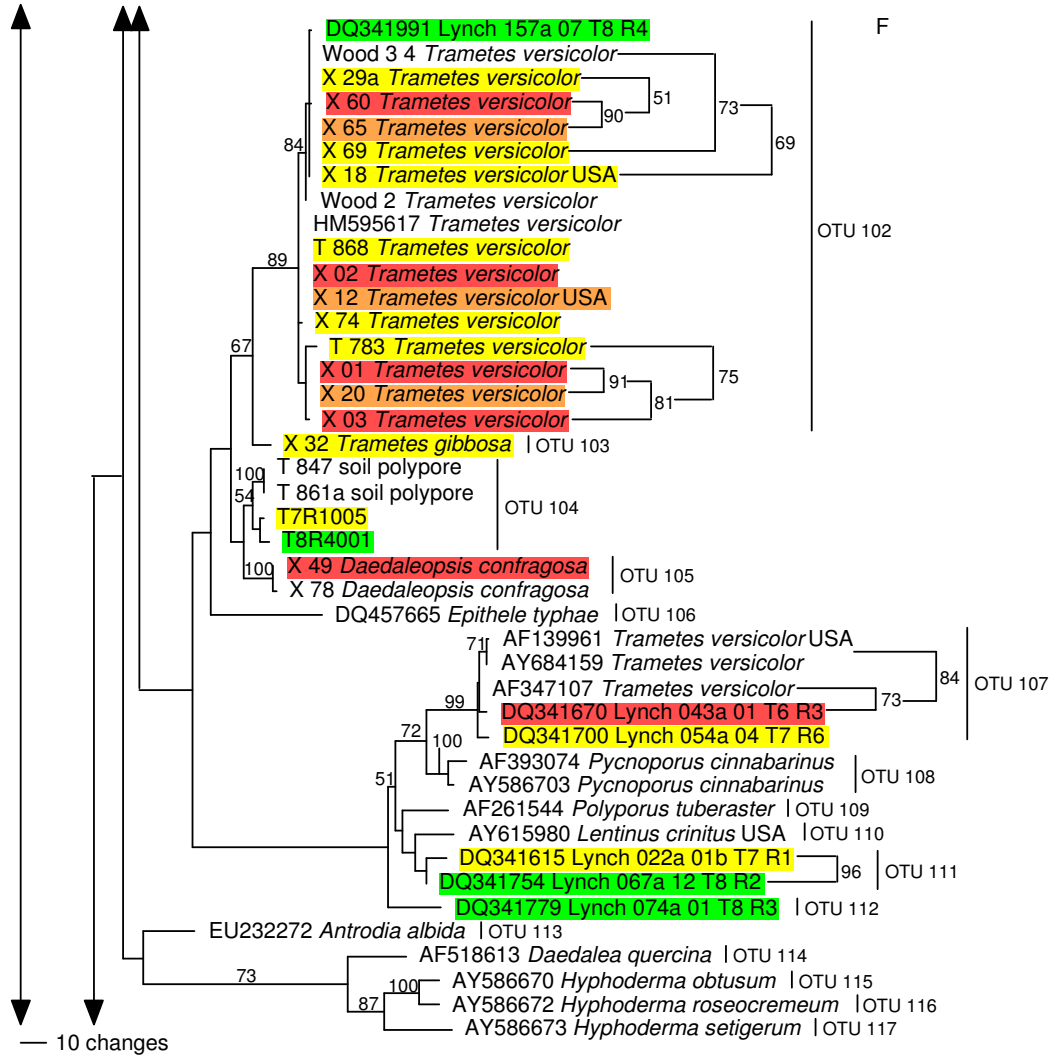 F
DQ341991 Lynch 157a 07 T8 R4
Wood 3 4 Trametes versicolor
X 29a Trametes versicolor
51
X 60 Trametes versicolor
90
73
X 65 Trametes versicolor
84
69
X 69 Trametes versicolor
X 18 Trametes versicolor USA
Wood 2 Trametes versicolor
HM595617 Trametes versicolor
OTU 102
T 868 Trametes versicolor
89
X 02 Trametes versicolor
X 12 Trametes versicolor USA
X 74 Trametes versicolor
67
T 783 Trametes versicolor
X 01 Trametes versicolor
91
75
X 20 Trametes versicolor
81
X 03 Trametes versicolor
X 32 Trametes gibbosa
OTU 103
T 847 soil polypore
100
T 861a soil polypore
54
OTU 104
T7R1005
T8R4001
X 49 Daedaleopsis confragosa
100
OTU 105
X 78 Daedaleopsis confragosa
DQ457665 Epithele typhae
OTU 106
AF139961 Trametes versicolor USA
71
AY684159 Trametes versicolor
84
OTU 107
AF347107 Trametes versicolor
99
73
DQ341670 Lynch 043a 01 T6 R3
DQ341700 Lynch 054a 04 T7 R6
72
100
AF393074 Pycnoporus cinnabarinus
OTU 108
AY586703 Pycnoporus cinnabarinus
51
AF261544 Polyporus tuberaster
OTU 109
AY615980 Lentinus crinitus USA
OTU 110
DQ341615 Lynch 022a 01b T7 R1
96
OTU 111
DQ341754 Lynch 067a 12 T8 R2
DQ341779 Lynch 074a 01 T8 R3
OTU 112
EU232272 Antrodia albida
OTU 113
AF518613 Daedalea quercina
OTU 114
73
AY586670 Hyphoderma obtusum
OTU 115
100
AY586672 Hyphoderma roseocremeum
OTU 116
87
AY586673 Hyphoderma setigerum
OTU 117
10 changes